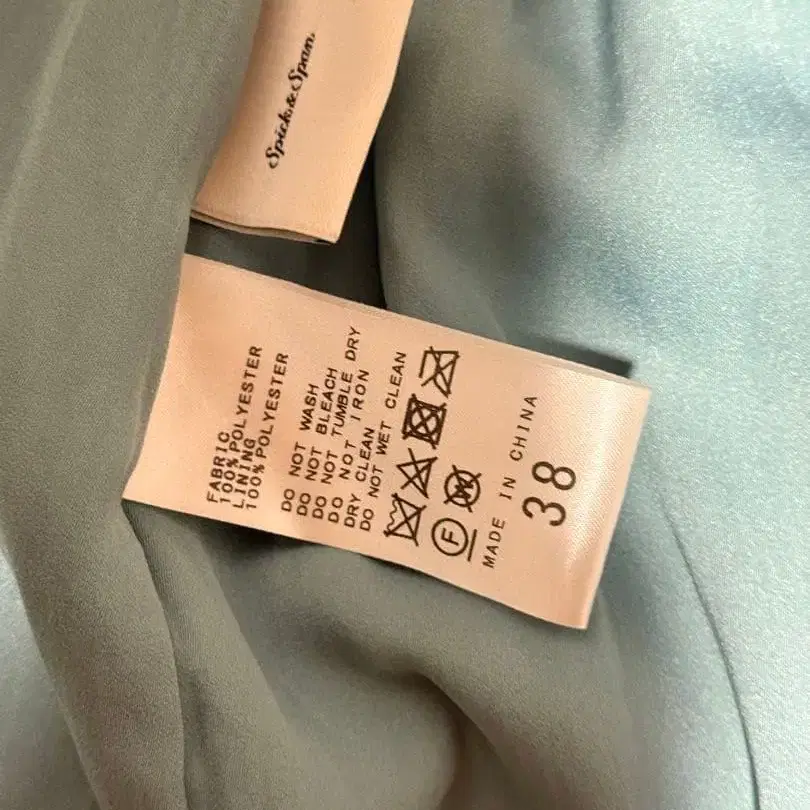 Spick & Span.
FABRIC
100% POLYESTER
LINING
100% POLYESTER
DO NOT WASH
DO NOT BLEACH
DO NOT TUMBLE DRY
DO NOT IRON
DRY CLEAN
DO NOT WET CLEAN
F W
MADE IN CHINA
38